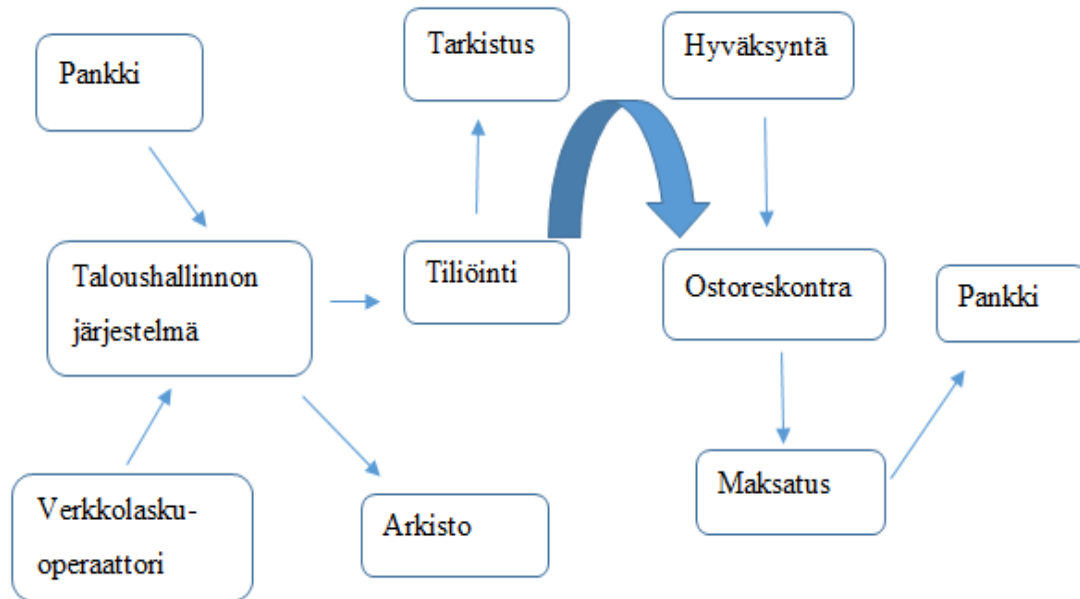 Pankki
Tarkistus
Hyväksyntä
Taloushallinnon
järjestelmä
Tiliöinti
Ostoreskontra
Pankki
Verkkolasku-
operaattori
Arkisto
Maksatus